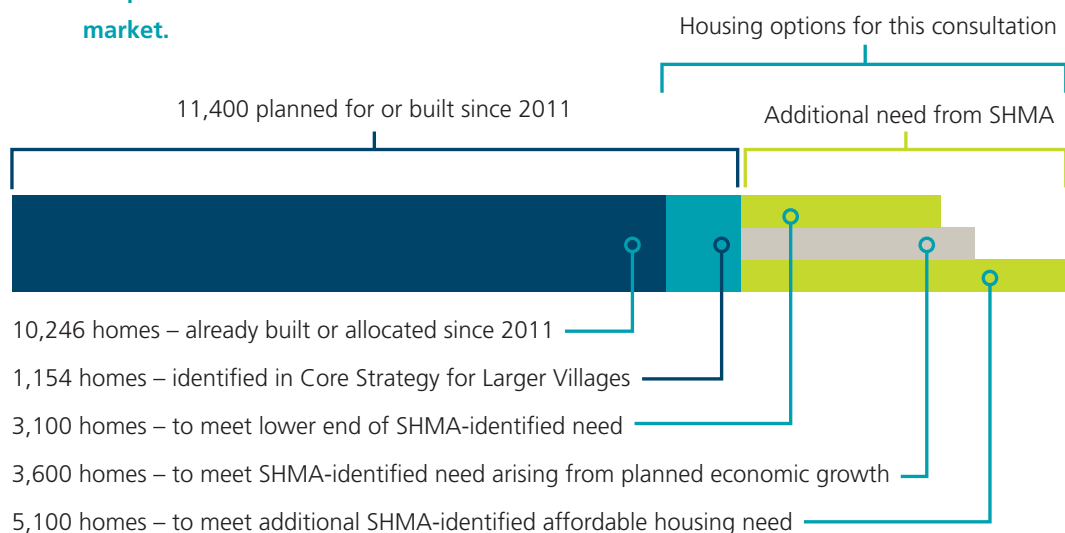 market.
Housing options for this consultation
11,400 planned for or built since 2011
Additional need from SHMA
10,246 homes – already built or allocated since 2011
1,154 homes – identified in Core Strategy for Larger Villages
3,100 homes – to meet lower end of SHMA-identified need
3,600 homes – to meet SHMA-identified need arising from planned economic growth
5,100 homes – to meet additional SHMA-identified affordable housing need